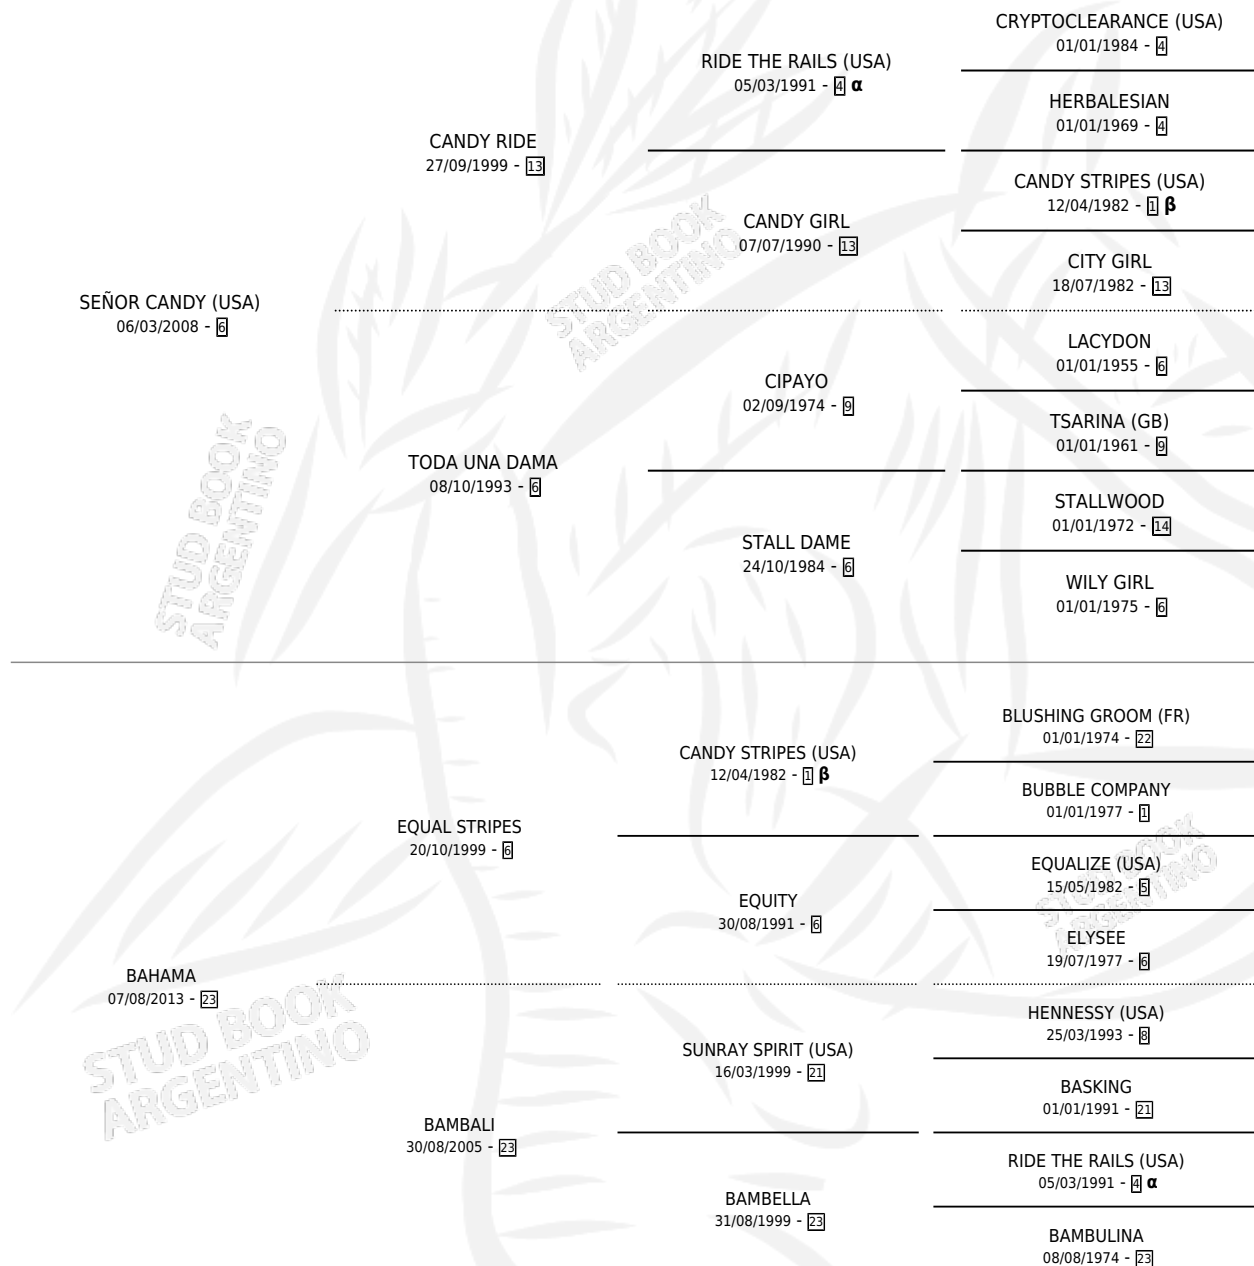 CRYPTOCLEARANCE (USA)
01/01/1984 - 4
RIDE THE RAILS (USA)
05/03/1991 - 4 α
HERBALESIAN
01/01/1969 - 4
CANDY RIDE
27/09/1999 - 13
CANDY STRIPES (USA)
12/04/1982 - 1 β
CANDY GIRL
07/07/1990 - 13
CITY GIRL
18/07/1982 - 13
SEÑOR CANDY (USA)
06/03/2008 - 6
LACYDON
01/01/1955 - 6
CIPAYO
02/09/1974 - 9
TSARINA (GB)
01/01/1961 - 9
TODA UNA DAMA
08/10/1993 - 6
STALLWOOD
01/01/1972 - 14
STALL DAME
24/10/1984 - 6
WILY GIRL
01/01/1975 - 6
BLUSHING GROOM (FR)
01/01/1974 - 22
CANDY STRIPES (USA)
12/04/1982 - 1 β
BUBBLE COMPANY
01/01/1977 - 1
EQUAL STRIPES
20/10/1999 - 6
EQUALIZE (USA)
15/05/1982 - 5
EQUITY
30/08/1991 - 6
ELYSEE
19/07/1977 - 6
BAHAMA
07/08/2013 - 23
HENNESSY (USA)
25/03/1993 - 8
SUNRAY SPIRIT (USA)
16/03/1999 - 21
BASKING
01/01/1991 - 21
BAMBALI
30/08/2005 - 23
RIDE THE RAILS (USA)
05/03/1991 - 4 α
BAMBELLA
31/08/1999 - 23
BAMBULINA
08/08/1974 - 23
STUD BOOK
ARGENTINO
STUD BOOK
ARGENTINO
STUD BOOK
ARGENTINO
STUD BOOK
ARGENTINO